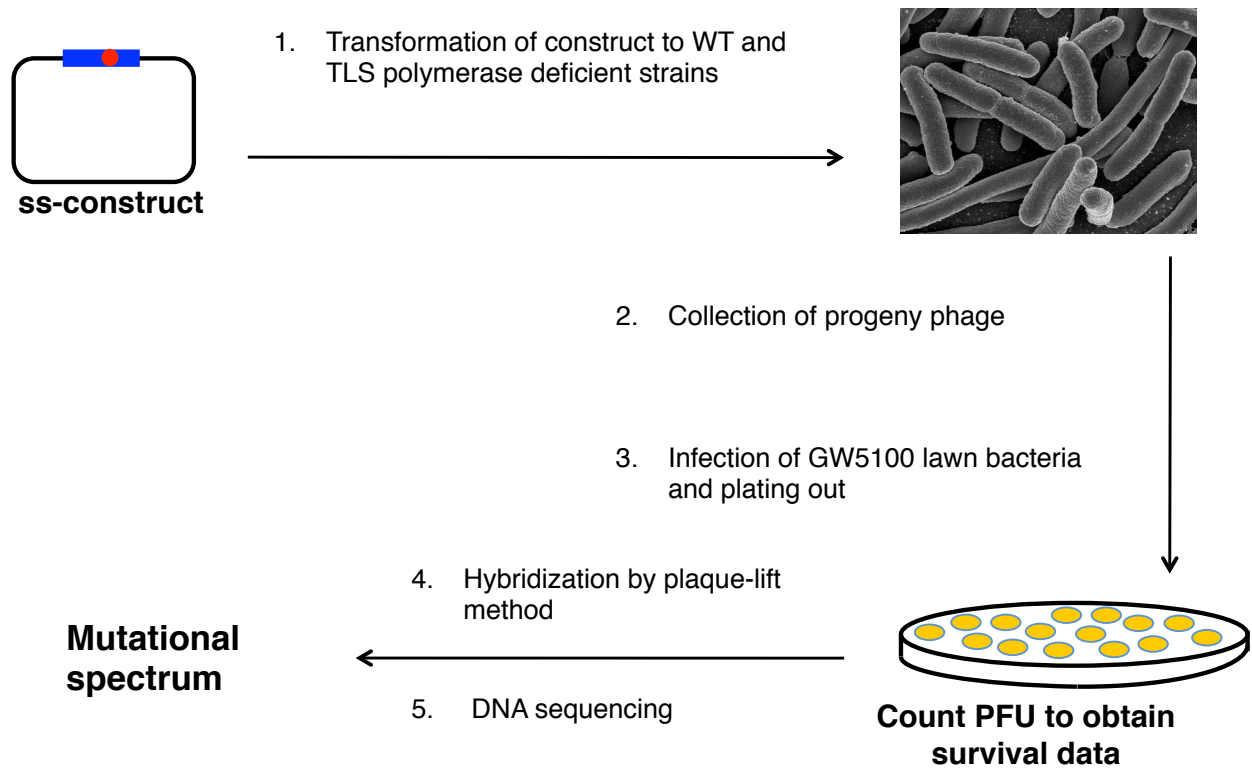 1. Transformation of construct to WT and
TLS polymerase deficient strains
ss-construct
2. Collection of progeny phage
3. Infection of GW5100 lawn bacteria
and plating out
4. Hybridization by plaque-lift
method
Mutational
spectrum
5. DNA sequencing
Count PFU to obtain
survival data